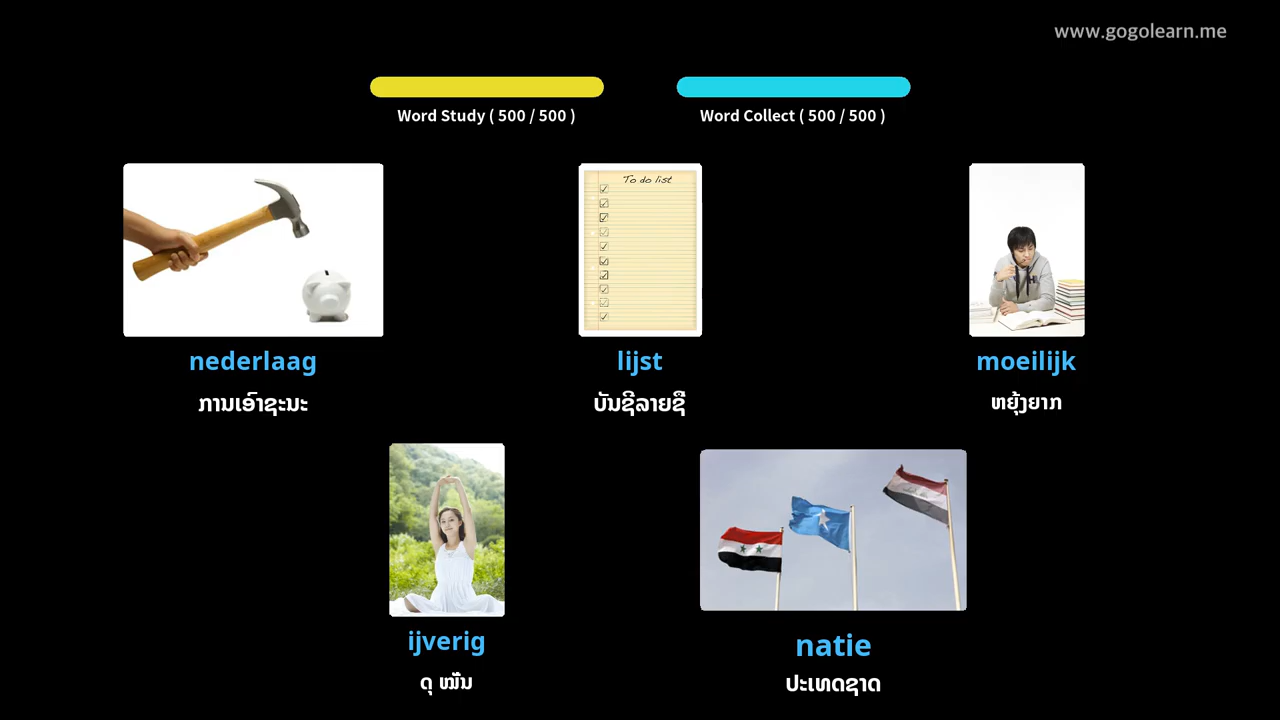 www.gogolearn.me
Word Study ( 500 / 500 )
Word Collect ( 500 / 500 )
To do list
nederlaag
ການເອົາຊະນະ
lijst
ບັນຊີລາຍຊື
moeilijk
ຫຍຸ້ງຍາກ
ijverig
ດຸ ໝັ່ນ
natie
ປະເທດຊາດ